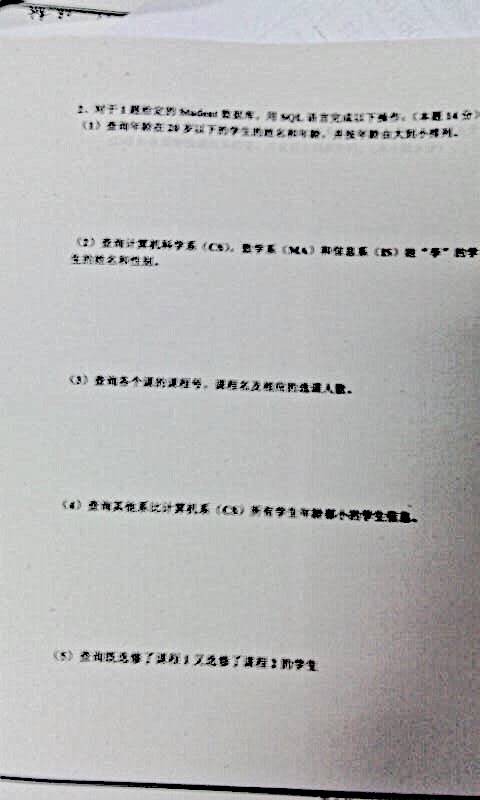 2、对于1题给定的Student数据库，用SQL语言完成以下操作。（本题14分）
（1）查询年龄在20岁以下的学生的姓名和年龄，并按年龄由大到小排列。
（2）查询计算机科学系（CS）、数学系（MA）和信息系（IS）姓“李”的学
生的姓名和性别。
（3）查询各个课的课程号、课程名及相应的选课人数。
（4）查询其他系比计算机系（CS）所有学生年龄都小的学生信息。
（5）查询既选修了课程1又选修了课程2的学生